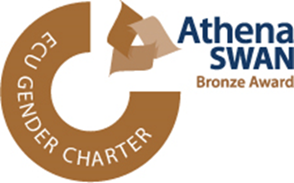 Athena
SWAN
Bronze Award
ECU GENDER CHARTER